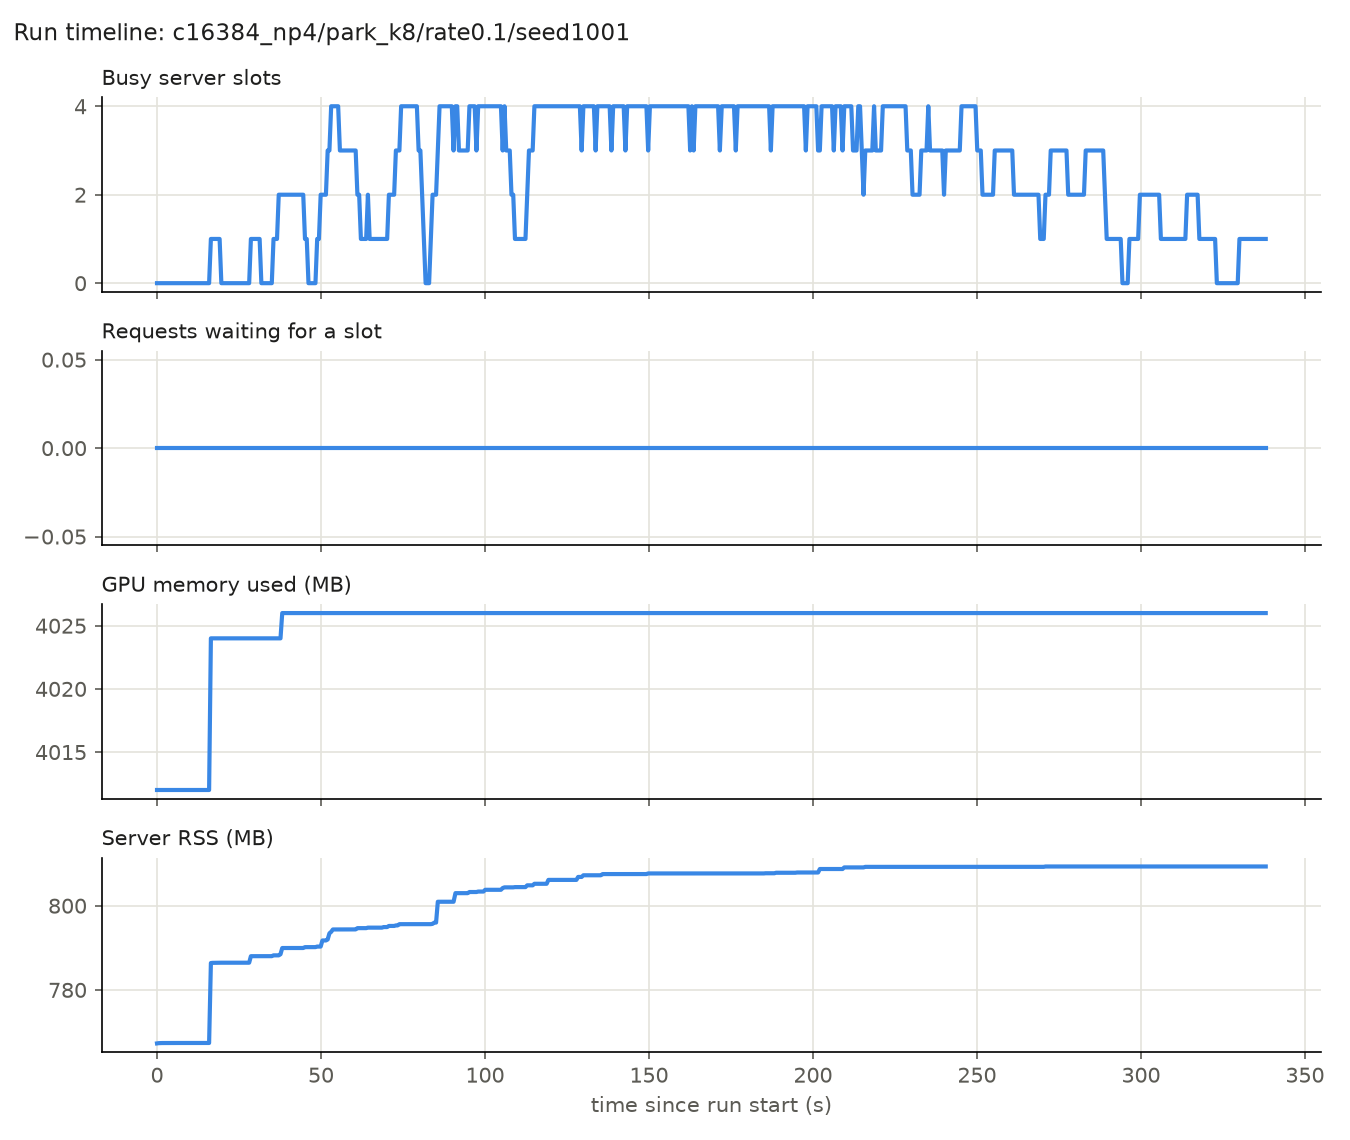 Run timeline: c16384_np4/park_k8/rate0.1/seed1001
Busy server slots
4
2
0
Requests waiting for a slot
0.05
0.00
−0.05
GPU memory used (MB)
4025
4020
4015
Server RSS (MB)
800
780
0 50 100 150 200 250 300 350
time since run start (s)